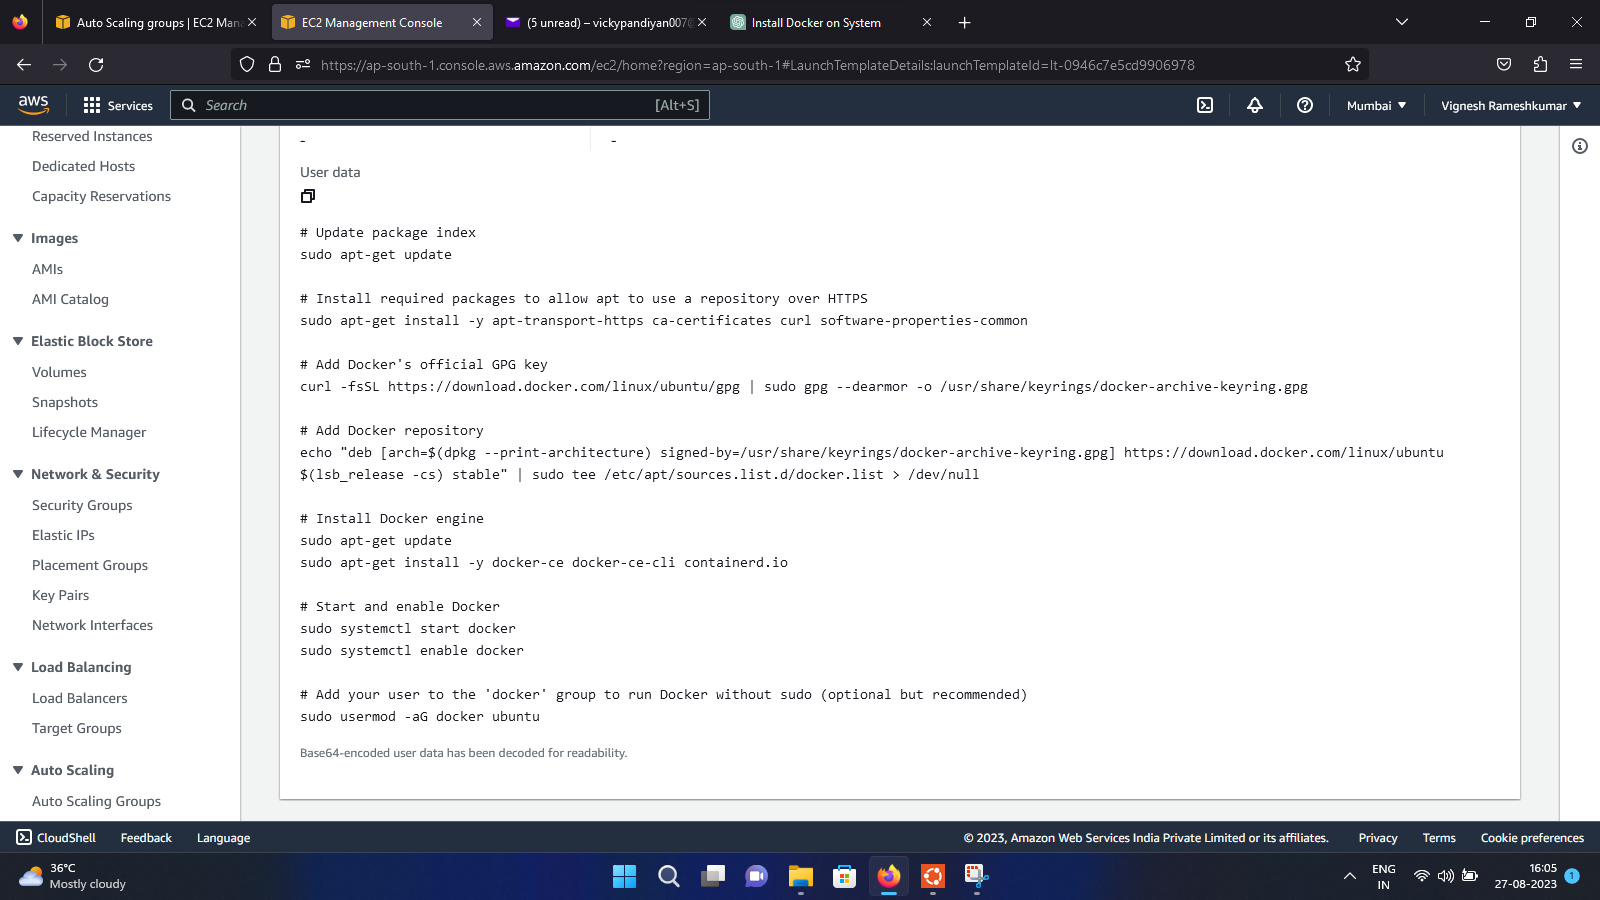 Auto Scaling groups | EC2 Mana
EC2 Management Console
(5 unread) – vickypandiyan007@
Install Docker on System
https://ap-south-1.console.aws.amazon.com/ec2/home?region=ap-south-1#LaunchTemplateDetails:launchTemplateId=lt-0946c7e5cd9906978
aws
Services
Search
[Alt+S]
Mumbai
Vignesh Rameshkumar
Reserved Instances
Dedicated Hosts
Capacity Reservations
Images
AMIs
AMI Catalog
Elastic Block Store
Volumes
Snapshots
Lifecycle Manager
Network & Security
Security Groups
Elastic IPs
Placement Groups
Key Pairs
Network Interfaces
Load Balancing
Load Balancers
Target Groups
Auto Scaling
Auto Scaling Groups
-
-
User data
# Update package index
sudo apt-get update
# Install required packages to allow apt to use a repository over HTTPS
sudo apt-get install -y apt-transport-https ca-certificates curl software-properties-common
# Add Docker's official GPG key
curl -fsSL https://download.docker.com/linux/ubuntu/gpg | sudo gpg --dearmor -o /usr/share/keyrings/docker-archive-keyring.gpg
# Add Docker repository
echo "deb [arch=$(dpkg --print-architecture) signed-by=/usr/share/keyrings/docker-archive-keyring.gpg] https://download.docker.com/linux/ubuntu
$(lsb_release -cs) stable" | sudo tee /etc/apt/sources.list.d/docker.list > /dev/null
# Install Docker engine
sudo apt-get update
sudo apt-get install -y docker-ce docker-ce-cli containerd.io
# Start and enable Docker
sudo systemctl start docker
sudo systemctl enable docker
# Add your user to the 'docker' group to run Docker without sudo (optional but recommended)
sudo usermod -aG docker ubuntu
Base64-encoded user data has been decoded for readability.
CloudShell
Feedback
Language
© 2023, Amazon Web Services India Private Limited or its affiliates.
Privacy
Terms
Cookie preferences
36°C
Mostly cloudy
ENG
IN
16:05
27-08-2023
1